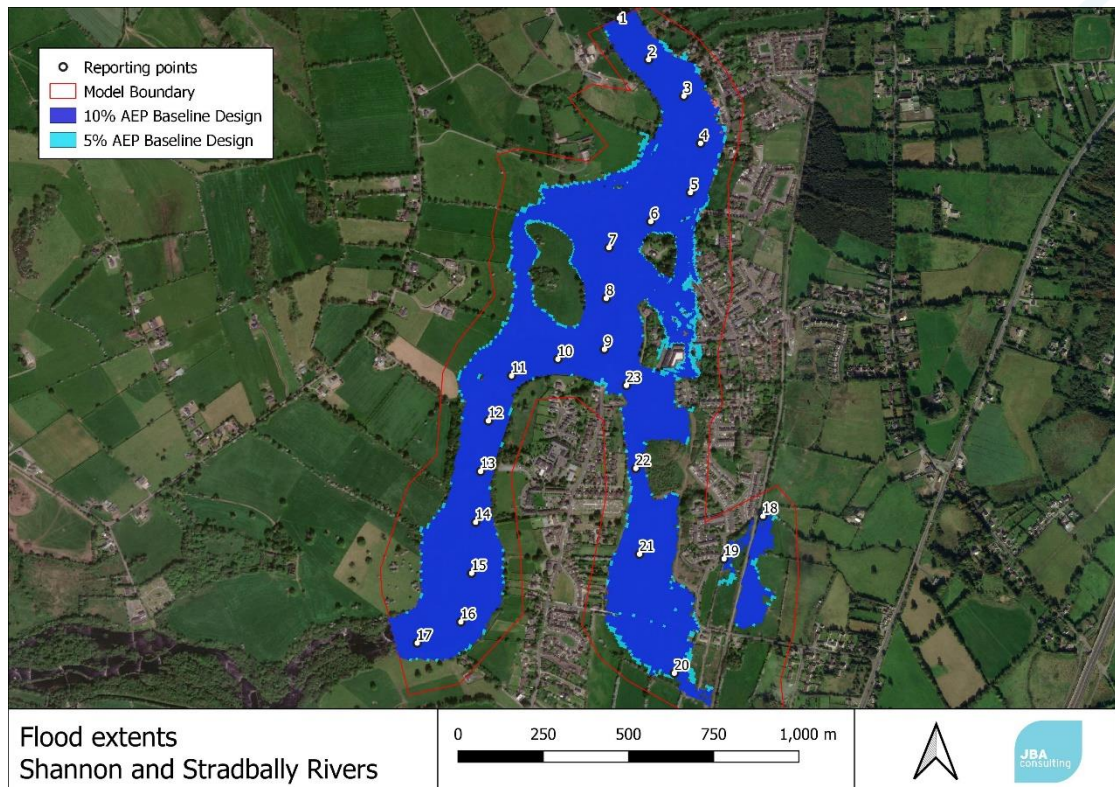 Reporting points
Model Boundary
10% AEP Baseline Design
5% AEP Baseline Design
1
2
3
4
5
6
7
8
9
10
11
23
12
22
13
18
14
21
19
15
16
17
20
Flood extents
Shannon and Stradbally Rivers
0 250 500 750 1,000 m
JBA
consulting